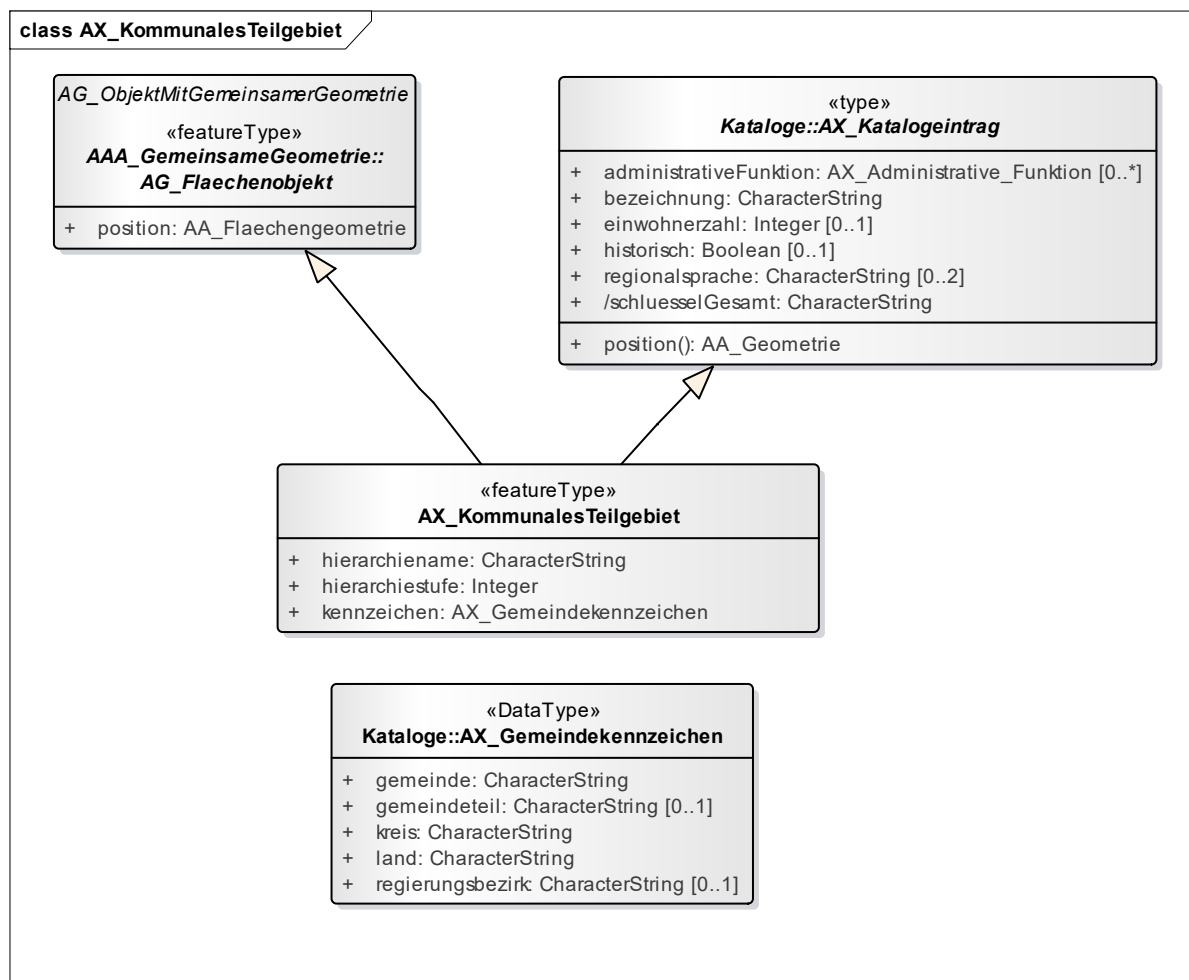 class AX_KommunalesTeilgebiet
AG_ObjektMitGemeinsamerGeometrie
«featureType»
AAA_GemeinsameGeometrie::
AG_Flaechenobjekt
+ position: AA_Flaechengeometrie
«type»
Kataloge::AX_Katalogeintrag
+ administrativeFunktion: AX_Administrative_Funktion [0..*]
+ bezeichnung: CharacterString
+ einwohnerzahl: Integer [0..1]
+ historisch: Boolean [0..1]
+ regionalsprache: CharacterString [0..2]
+ /schluesselGesamt: CharacterString
+ position(): AA_Geometrie
«featureType»
AX_KommunalesTeilgebiet
+ hierarchiename: CharacterString
+ hierarchiestufe: Integer
+ kennzeichen: AX_Gemeindekennzeichen
«DataType»
Kataloge::AX_Gemeindekennzeichen
+ gemeinde: CharacterString
+ gemeindeteil: CharacterString [0..1]
+ kreis: CharacterString
+ land: CharacterString
+ regierungsbezirk: CharacterString [0..1]